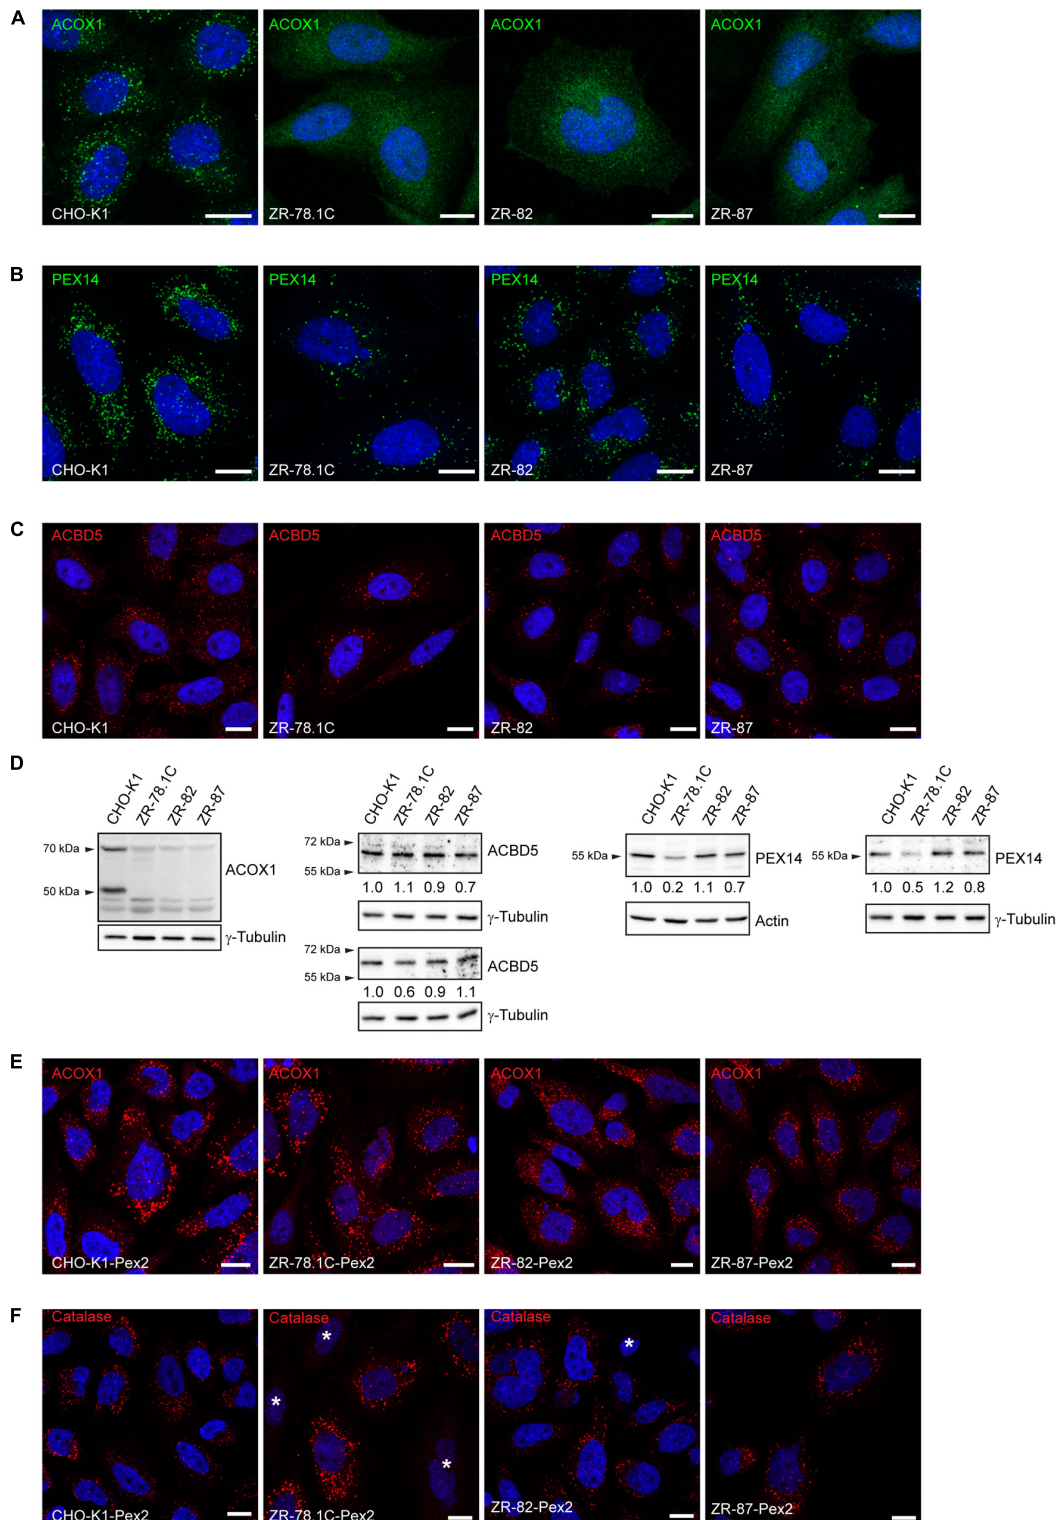 A
ACOX1 ACOX1 ACOX1 ACOX1
CHO-K1 ZR-78.1C ZR-82 ZR-87
B
PEX14 PEX14 PEX14 PEX14
CHO-K1 ZR-78.1C ZR-82 ZR-87
C
ACBD5 ACBD5 ACBD5 ACBD5
CHO-K1 ZR-78.1C ZR-82 ZR-87
D
CHO-K1 ZR-78.1C ZR-82 ZR-87
70 kDa
50 kDa
ACOX1
γ-Tubulin
CHO-K1 ZR-78.1C ZR-82 ZR-87
72 kDa
55 kDa
ACBD5
1.0 1.1 0.9 0.7
γ-Tubulin
72 kDa
55 kDa
ACBD5
1.0 0.6 0.9 1.1
γ-Tubulin
CHO-K1 ZR-78.1C ZR-82 ZR-87
55 kDa
PEX14
1.0 0.2 1.1 0.7
Actin
CHO-K1 ZR-78.1C ZR-82 ZR-87
55 kDa
PEX14
1.0 0.5 1.2 0.8
γ-Tubulin
E
ACOX1 ACOX1 ACOX1 ACOX1
CHO-K1-Pex2 ZR-78.1C-Pex2 ZR-82-Pex2 ZR-87-Pex2
F
Catalase Catalase Catalase Catalase
* * * *
CHO-K1-Pex2 ZR-78.1C-Pex2 ZR-82-Pex2 ZR-87-Pex2